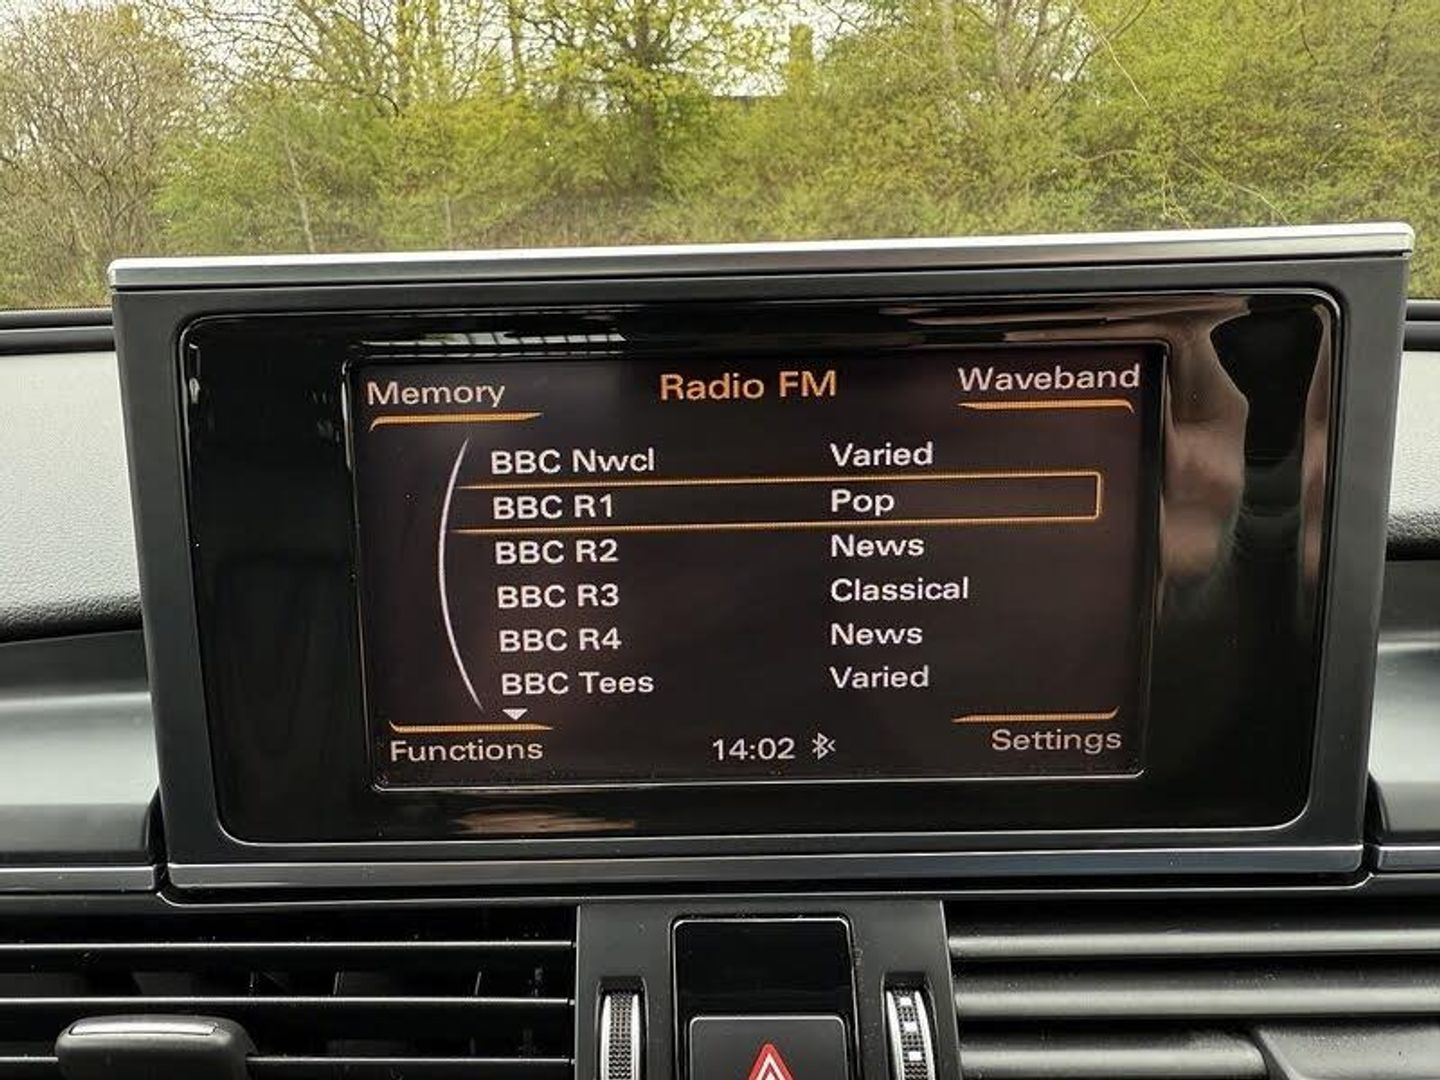 Memory Radio FM Waveband
BBC Nwcl Varied
BBC R1 Pop
BBC R2 News
BBC R3 Classical
BBC R4 News
BBC Tees Varied
Functions 14:02 Settings